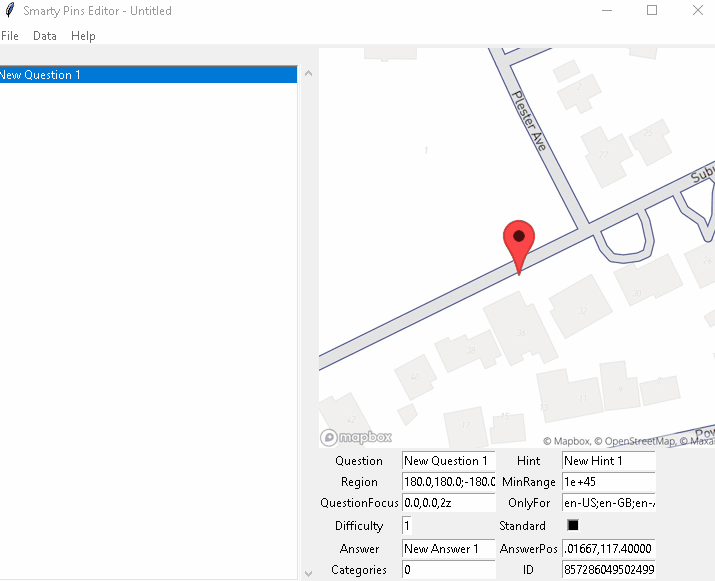 Smarty Pins Editor - Untitled
File Data Help
New Question 1
Plester Ave
1
mapbox
© Mapbox, © OpenStreetMap, © Maxa
Question New Question 1 Hint New Hint 1
Region 180.0,180.0;-180.0 MinRange 1e+45
QuestionFocus 0.0,0.0,2z OnlyFor en-US;en-GB;en-
Difficulty 1 Standard
Answer New Answer 1 AnswerPos .01667,117.40000
Categories 0 ID 857286049502499